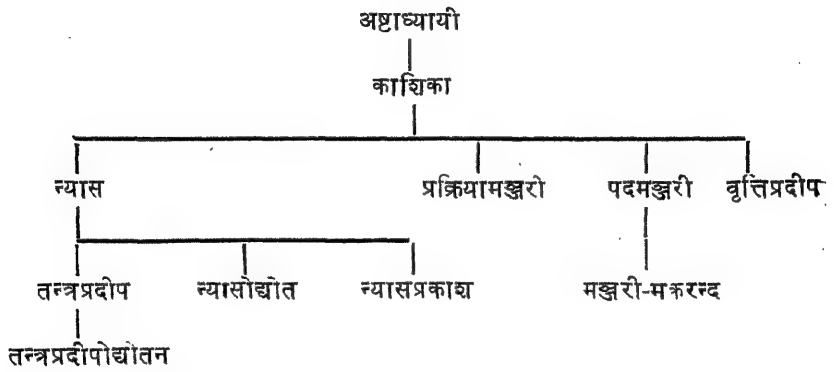 अष्टाध्यायी
काशिका
न्यास प्रक्रियामञ्जरी पदमञ्जरी वृत्तिप्रदीप
तन्त्रप्रदीप न्यासोद्योत न्यासप्रकाश मञ्जरी-मकरन्द
तन्त्रप्रदीपोद्योतन